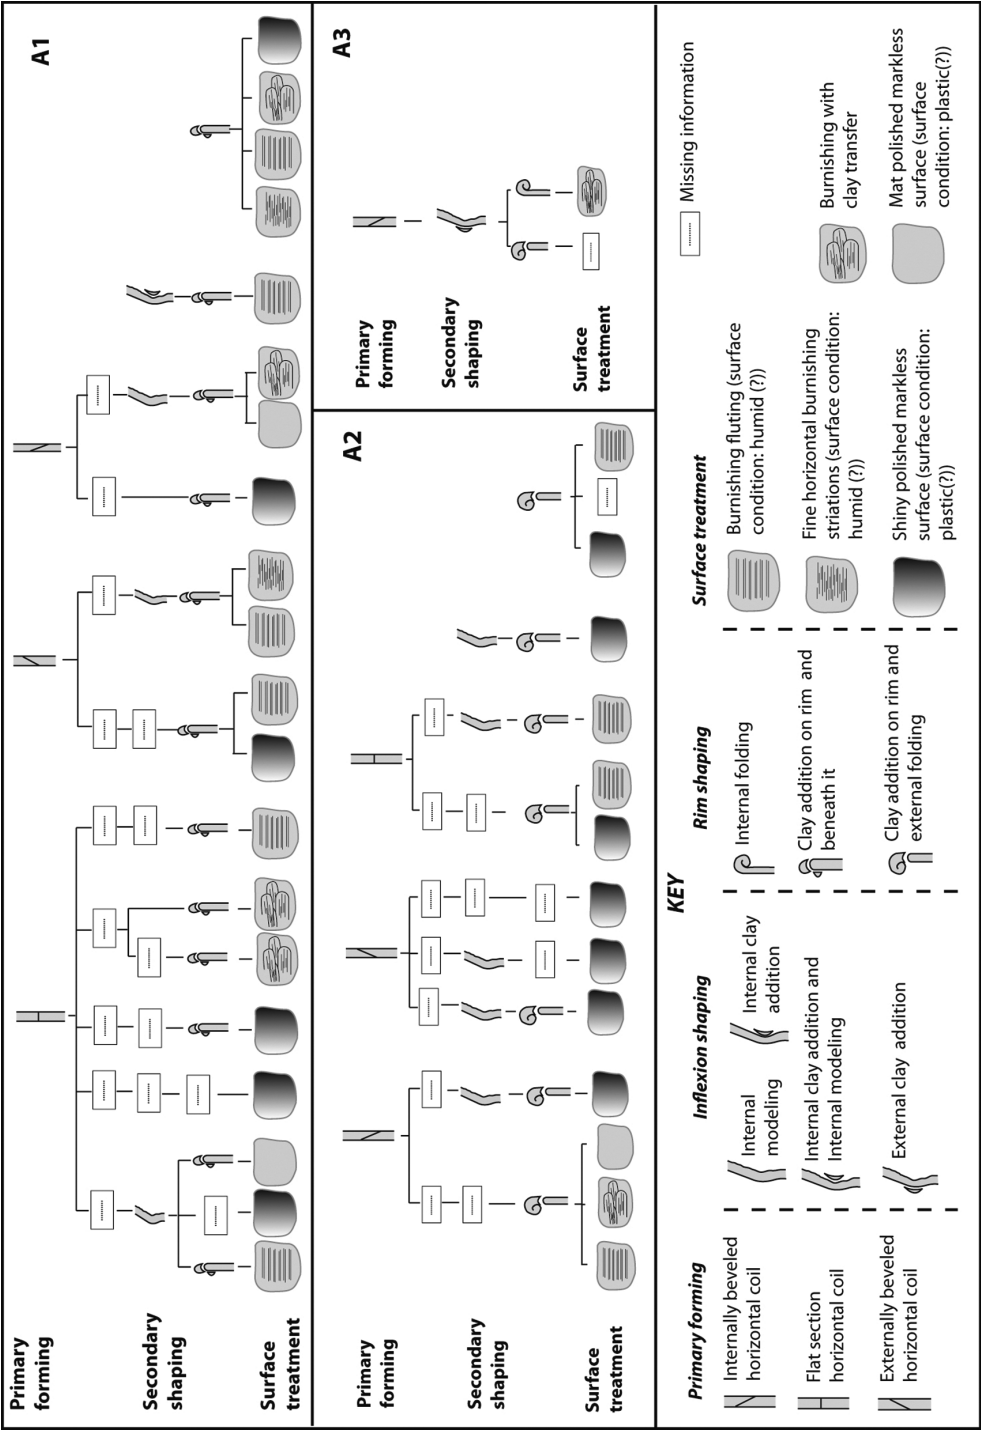 A1
Primary
forming
Secondary
shaping
Surface
treatment
A2
Primary
forming
Secondary
shaping
Surface
treatment
A3
Primary
forming
Secondary
shaping
Surface
treatment
KEY
Primary forming
Internally beveled
horizontal coil
Flat section
horizontal coil
Externally beveled
horizontal coil
Inflexion shaping
Internal
modeling
Internal clay
addition
Internal clay addition and
Internal modeling
External clay addition
Rim shaping
Internal folding
Clay addition on rim and
beneath it
Clay addition on rim and
external folding
Surface treatment
Burnishing fluting (surface
condition: humid (?))
Fine horizontal burnishing
striations (surface condition:
humid (?))
Shiny polished markless
surface (surface condition:
plastic(?))
Missing information
Burnishing with
clay transfer
Mat polished markless
surface (surface
condition: plastic(?))